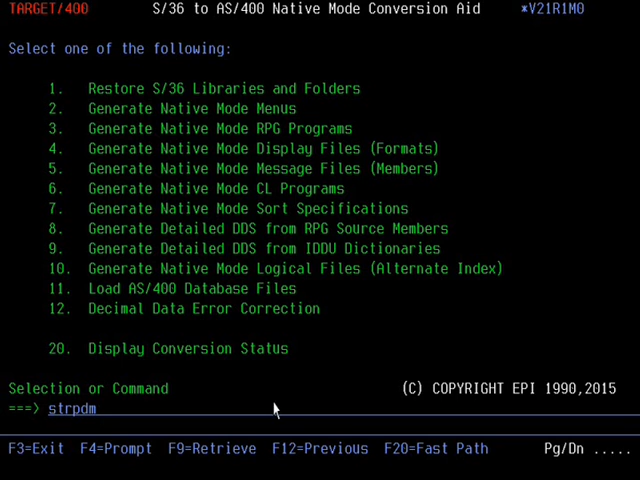 TARGET/400 S/36 to AS/400 Native Mode Conversion Aid *V21R1M0
Select one of the following:
1. Restore S/36 Libraries and Folders
2. Generate Native Mode Menus
3. Generate Native Mode RPG Programs
4. Generate Native Mode Display Files (Formats)
5. Generate Native Mode Message Files (Members)
6. Generate Native Mode CL Programs
7. Generate Native Mode Sort Specifications
8. Generate Detailed DDS from RPG Source Members
9. Generate Detailed DDS from IDDU Dictionaries
10. Generate Native Mode Logical Files (Alternate Index)
11. Load AS/400 Database Files
12. Decimal Data Error Correction
20. Display Conversion Status
Selection or Command (C) COPYRIGHT EPI 1990,2015
===> strpdm
F3=Exit F4=Prompt F9=Retrieve F12=Previous F20=Fast Path Pg/Dn .....